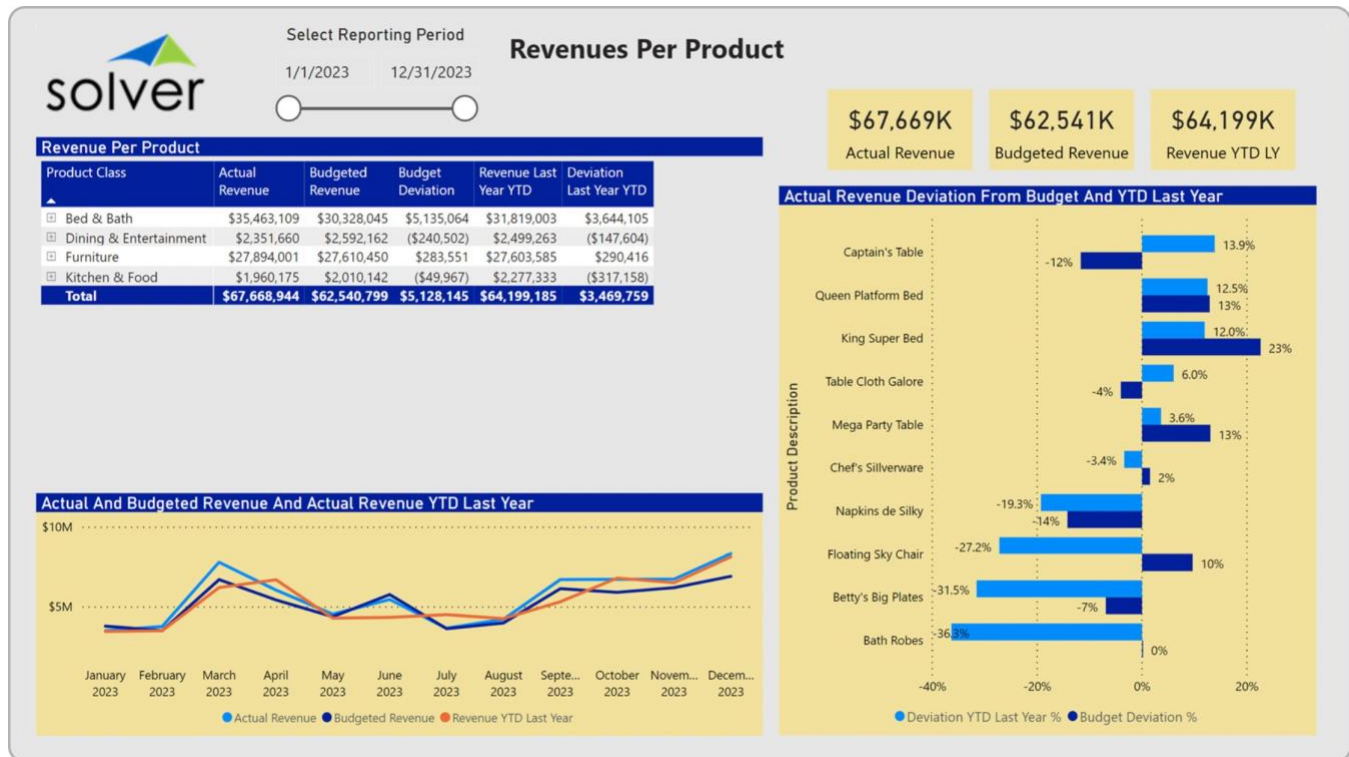 solver
Select Reporting Period
1/1/2023 12/31/2023
Revenues Per Product
$67,669K
Actual Revenue
$62,541K
Budgeted Revenue
$64,199K
Revenue YTD LY
Revenue Per Product
Product Class Actual Revenue Budgeted Revenue Budget Deviation Revenue Last Year YTD Deviation Last Year YTD
Bed & Bath $35,463,109 $30,328,045 $5,135,064 $31,819,003 $3,644,105
Dining & Entertainment $2,351,660 $2,592,162 ($240,502) $2,499,263 ($147,604)
Furniture $27,894,001 $27,610,450 $283,551 $27,603,585 $290,416
Kitchen & Food $1,960,175 $2,010,142 ($49,967) $2,277,333 ($317,158)
Total $67,668,944 $62,540,799 $5,128,145 $64,199,185 $3,469,759
Actual And Budgeted Revenue And Actual Revenue YTD Last Year
$10M
$5M
January 2023 February 2023 March 2023 April 2023 May 2023 June 2023 July 2023 August 2023 Septe... 2023 October 2023 Novem... 2023 Decem... 2023
Actual Revenue Budgeted Revenue Revenue YTD Last Year
Actual Revenue Deviation From Budget And YTD Last Year
Product Description
Captain's Table 13.9% -12%
Queen Platform Bed 12.5% 13%
King Super Bed 12.0% 23%
Table Cloth Galore 6.0% -4%
Mega Party Table 3.6% 13%
Chef's Sillverware -3.4% 2%
Napkins de Silky -19.3% -14%
Floating Sky Chair -27.2% 10%
Betty's Big Plates -31.5% -7%
Bath Robes -36.3% 0%
-40% -20% 0% 20%
Deviation YTD Last Year % Budget Deviation %